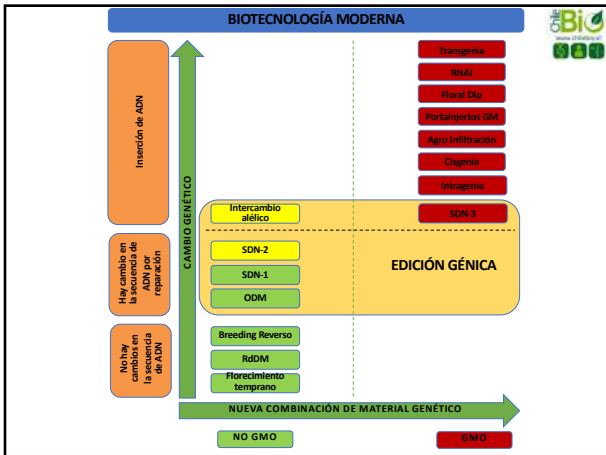 BIOTECNOLOGÍA MODERNA
chile
Bio
www.chilebio.cl
Inserción de ADN
Hay cambio en
la secuencia de
ADN por
reparación
No hay
cambios en
la secuencia
de ADN
CAMBIO GENÉTICO
Transgenia
RNAi
Floral Dip
Portainjertos GM
Agro Infiltración
Cisgenia
Intragenia
Intercambio
alélico
SDN-3
SDN-2
SDN-1
ODM
EDICIÓN GÉNICA
Breeding Reverso
RdDM
Florecimiento
temprano
NUEVA COMBINACIÓN DE MATERIAL GENÉTICO
NO GMO
GMO